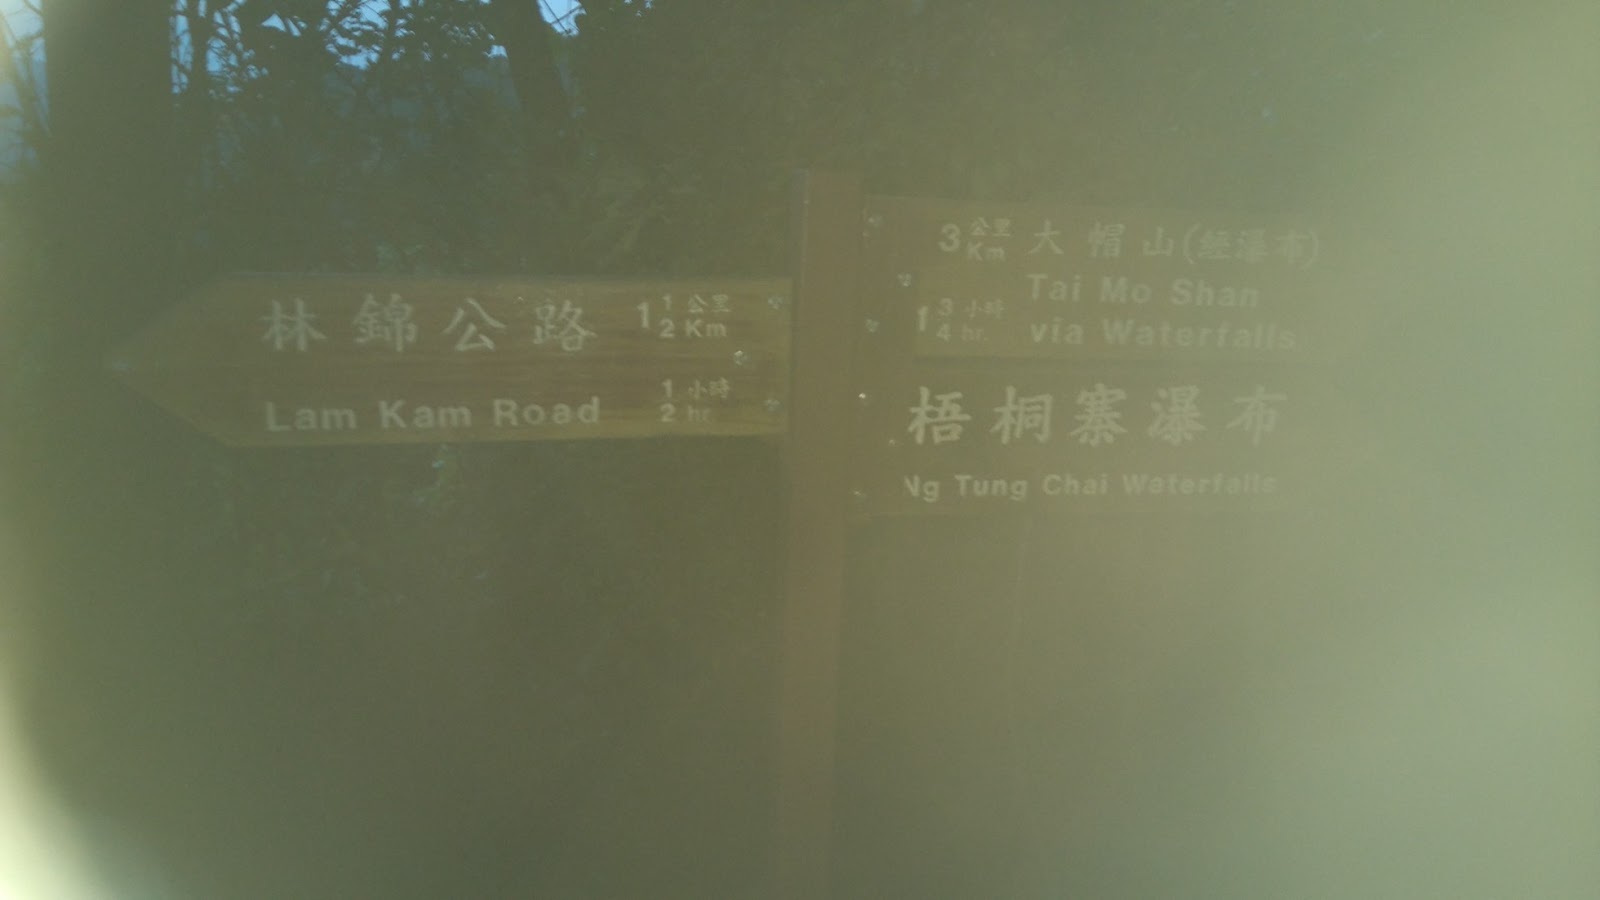 林錦公路 1 1/2 公里 Km
Lam Kam Road 1/2 小時 hr.
3 公里 Km 大帽山(經瀑布)
1 3/4 小時 hr. Tai Mo Shan
via Waterfalls
梧桐寨瀑布
Ng Tung Chai Waterfalls